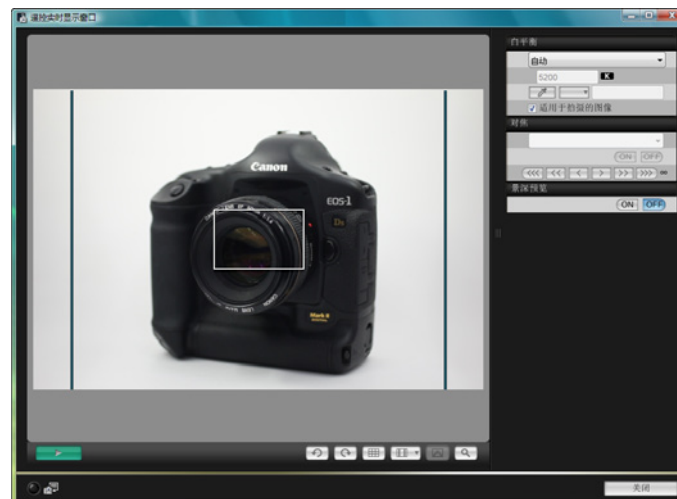 遥控实时显示窗口
白平衡
自动
5200
K
适用于拍摄的图像
对焦
ON OFF
景深预览
ON OFF
Canon
EOS-1
Ds
Mark II
DIGITAL
关闭